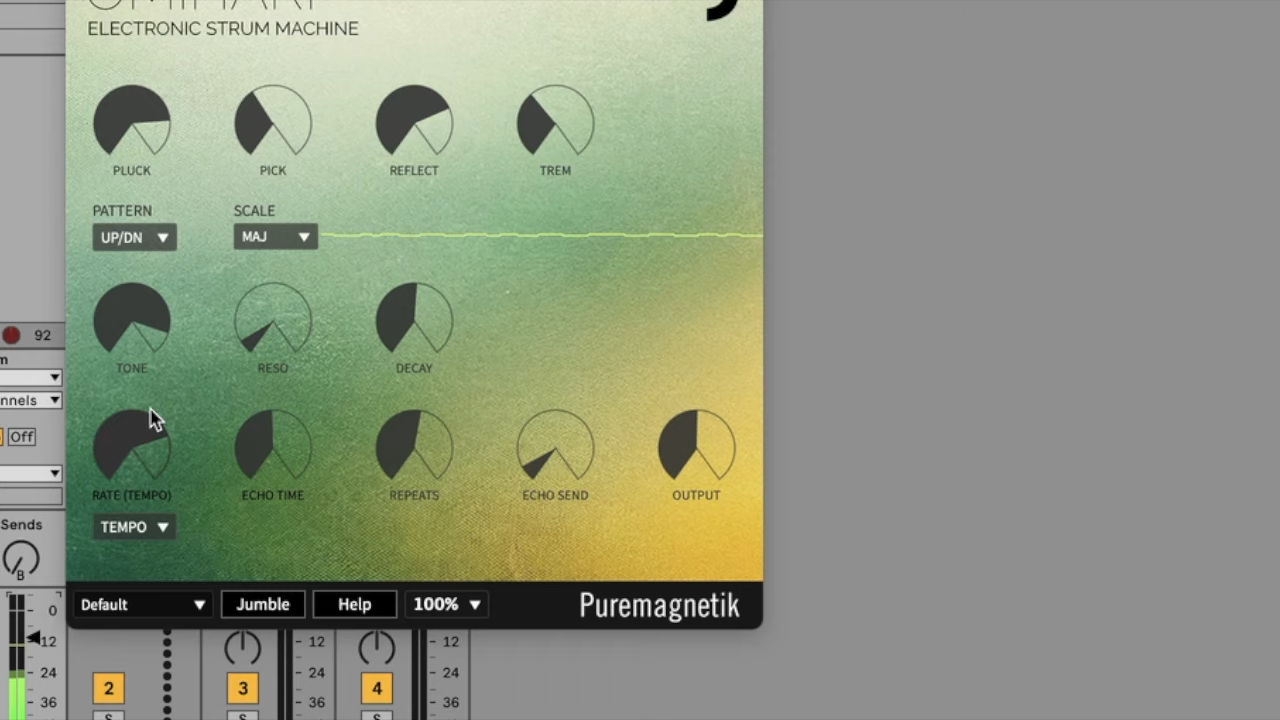 ELECTRONIC STRUM MACHINE
PLUCK PICK REFLECT TREM
PATTERN SCALE
UP/DN MAJ
92
TONE RESO DECAY
nnels
Off
RATE (TEMPO) ECHO TIME REPEATS ECHO SEND OUTPUT
TEMPO
Sends
B
Default Jumble Help 100% Puremagnetik
0
12 12 12
24 24 24
2 3 4
36 36 36
S S S